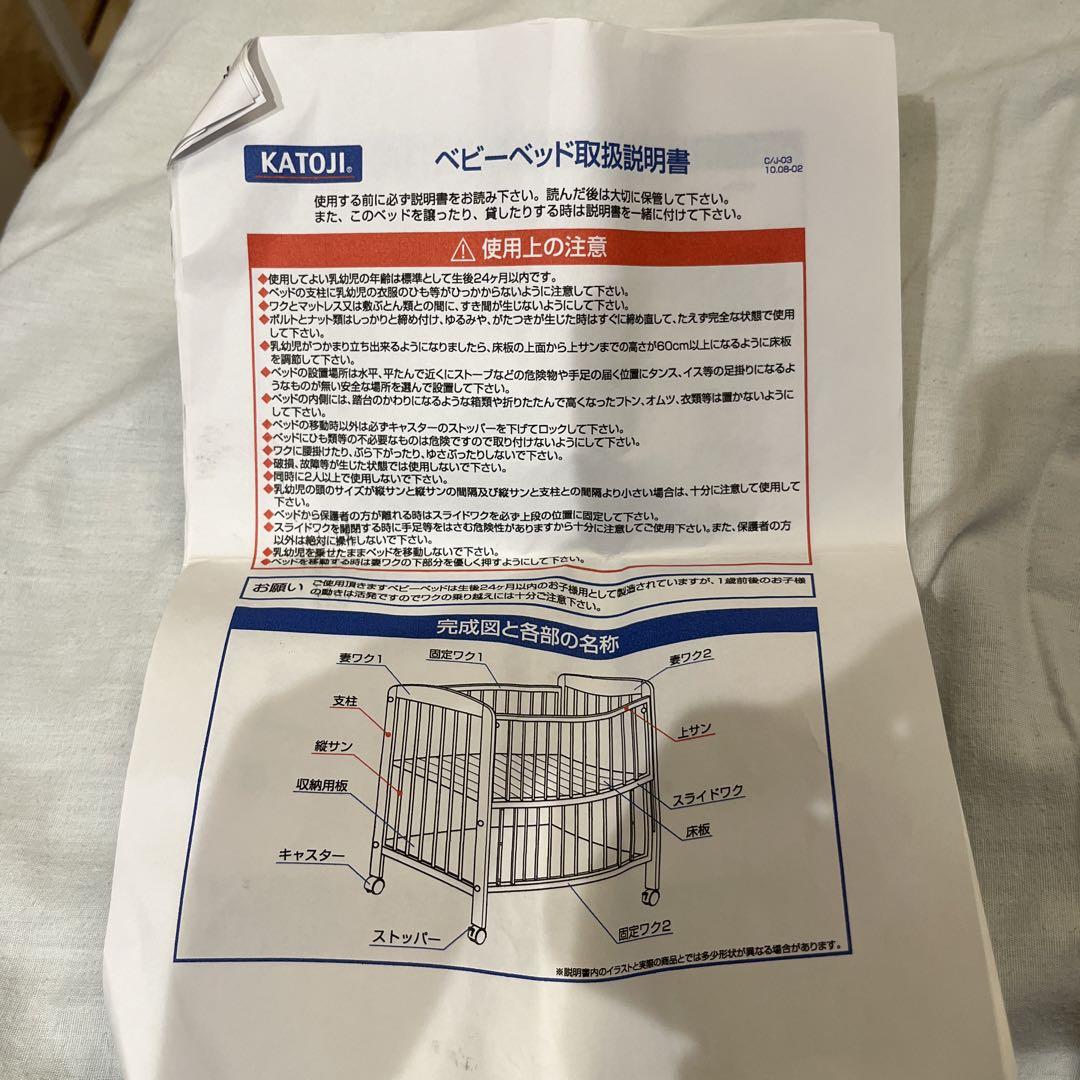 KATOJI®
ベビーベッド取扱説明書
C/J-03
10.08-02
使用する前に必ず説明書をお読み下さい。読んだ後は大切に保管して下さい。
また、このベッドを譲ったり、貸したりする時は説明書を一緒に付けて下さい。
使用上の注意
◆使用してよい乳幼児の年齢は標準として生後24ヶ月以内です。
◆ベッドの支柱に乳幼児の衣服のひも等がひっかからないように注意して下さい。
◆ワクとマットレス又は敷ぶとん類との間に、すき間が生じないようにして下さい。
◆ボルトとナット類はしっかりと締め付け、ゆるみや、がたつきが生じた時はすぐに締め直して、たえず完全な状態で使用
して下さい。
◆乳幼児がつかまり立ち出来るようになりましたら、床板の上面から上サンまでの高さが60cm以上になるように床板
を調節して下さい。
◆ベッドの設置場所は水平、平たんで近くにストーブなどの危険物や手足の届く位置にタンス、イス等の足掛りになるよ
うなものが無い安全な場所を選んで設置して下さい。
◆ベッドの内側には、踏台のかわりになるような箱類や折りたたんで高くなったフトン、オムツ、衣類等は置かないように
して下さい。
◆ベッドの移動時以外は必ずキャスターのストッパーを下げてロックして下さい。
◆ベッドにひも類等の不必要なものは危険ですので取り付けないようにして下さい。
◆ワクに腰掛けたり、ぶら下がったり、ゆさぶったりしないで下さい。
◆破損、故障等が生じた状態では使用しないで下さい。
◆同時に2人以上で使用しないで下さい。
◆乳幼児の頭のサイズが縦サンと縦サンの間隔及び縦サンと支柱との間隔より小さい場合は、十分に注意して使用して
下さい。
◆ベッドから保護者の方が離れる時はスライドワクを必ず上段の位置に固定して下さい。
◆スライドワクを開閉する時に手足等をはさむ危険性がありますから十分に注意してご使用下さい。また、保護者の方
以外は絶対に操作しないで下さい。
◆乳幼児を乗せたままベッドを移動しないで下さい。
◆ベッドを移動する時は妻ワクの下部分を優しく押すようにして下さい。
お願い ご使用頂きますベビーベッドは生後24ヶ月以内のお子様用として製造されていますが、1歳前後のお子様
の動きは活発ですのでワクの乗り越えには十分ご注意下さい。
完成図と各部の名称
妻ワク1
固定ワク1
妻ワク2
支柱
上サン
縦サン
収納用板
スライドワク
床板
キャスター
ストッパー
固定ワク2
※説明書内のイラストと実際の商品とでは多少形状が異なる場合があります。